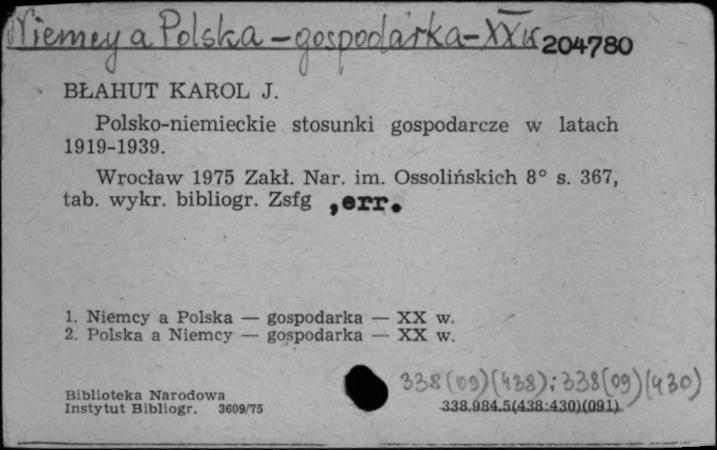 Niemcy a Polska – gospodarka – XX w 204780
BŁAHUT KAROL J.
Polsko-niemieckie stosunki gospodarcze w latach
1919-1939.
Wrocław 1975 Zakł. Nar. im. Ossolińskich 8° s. 367,
tab. wykr. bibliogr. Zsfg ,err.
1. Niemcy a Polska — gospodarka — XX w.
2. Polska a Niemcy — gospodarka — XX w.
338(09)(438):338(09)(430)
Biblioteka Narodowa
Instytut Bibliogr. 3609/75
338.984.5(438:430)(091)